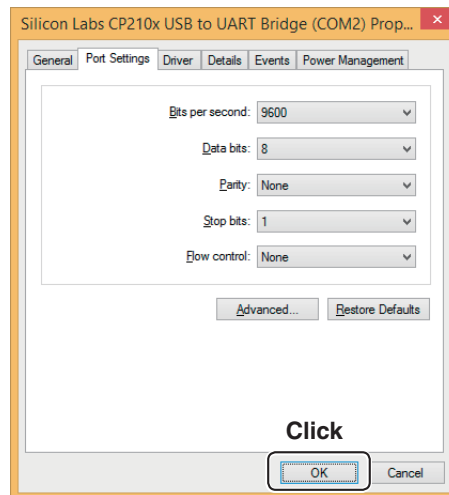 Silicon Labs CP210x USB to UART Bridge (COM2) Prop...
General Port Settings Driver Details Events Power Management
Bits per second: 9600
Data bits: 8
Parity: None
Stop bits: 1
Flow control: None
Advanced... Restore Defaults
Click
OK Cancel